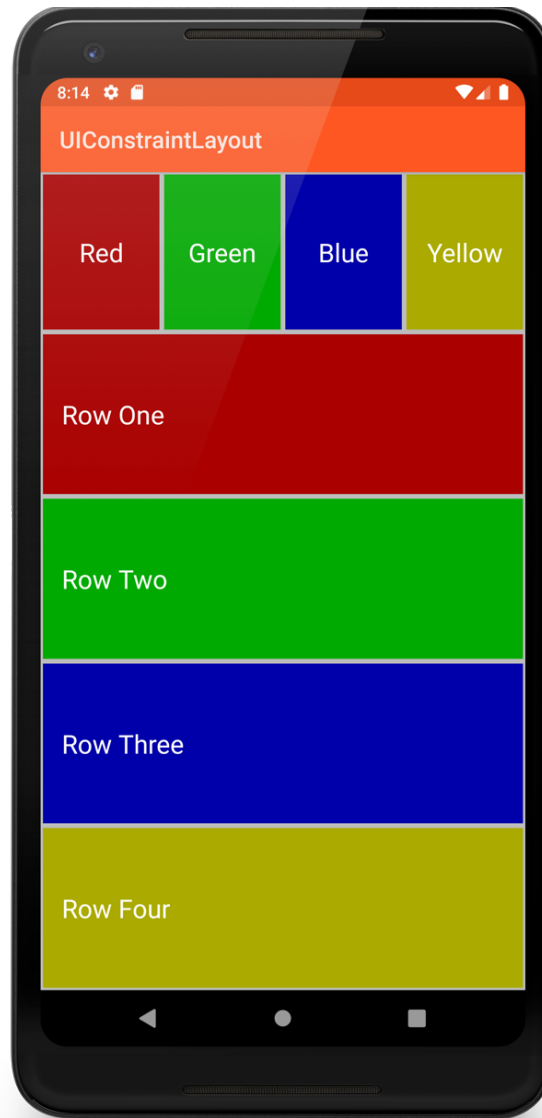 8:14
UIConstraintLayout
Red Green Blue Yellow
Row One
Row Two
Row Three
Row Four